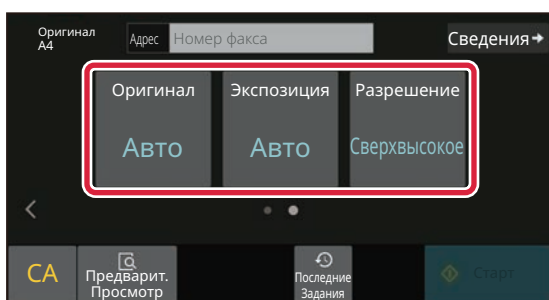 Оригинал
A4
Адрес
Номер факса
Сведения
Оригинал
Экспозиция
Разрешение
Авто
Авто
Сверхвысокое
CA
Предварит.
Просмотр
Последние
Задания
Старт